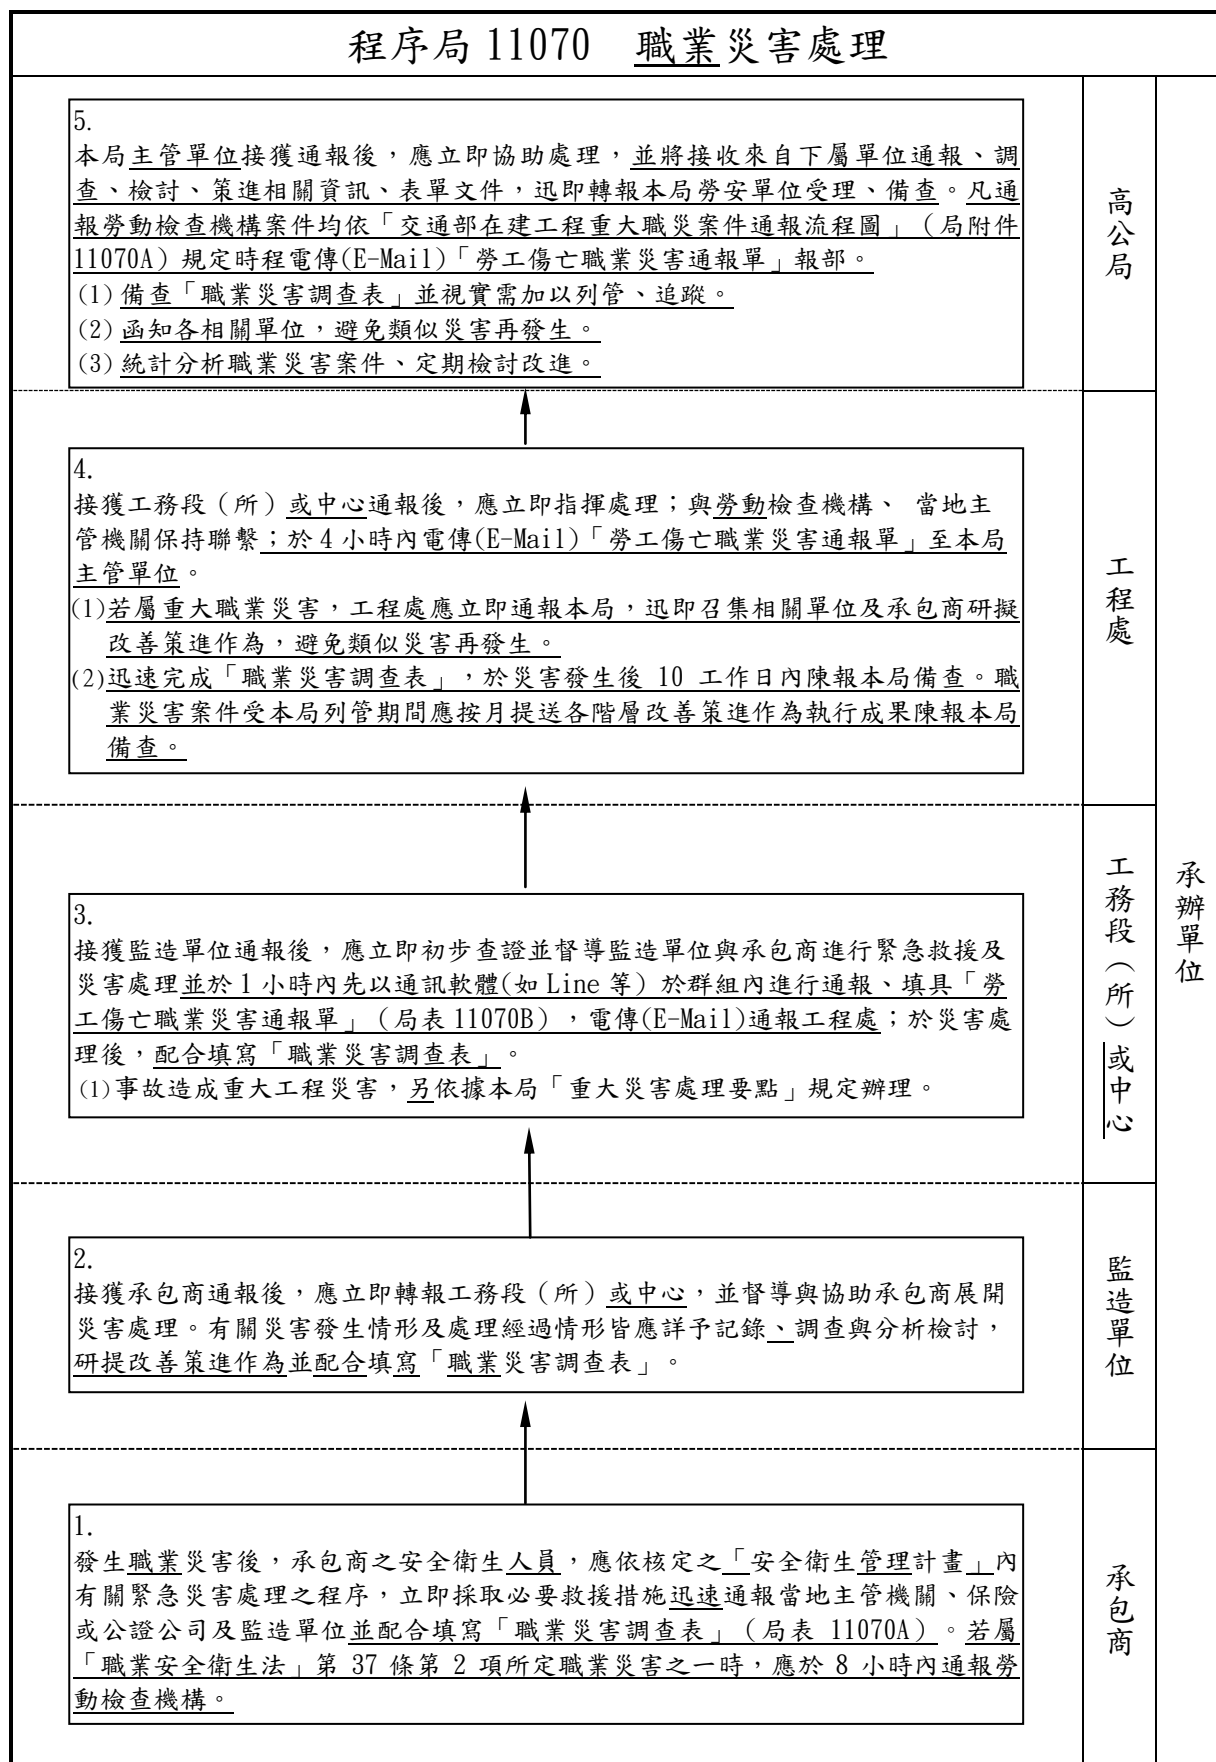 程序局 11070 職業災害處理
5.
本局主管單位接獲通報後，應立即協助處理，並將接收來自下屬單位通報、調
查、檢討、策進相關資訊、表單文件，迅即轉報本局勞安單位受理、備查。凡通
報勞動檢查機構案件均依「交通部在建工程重大職災案件通報流程圖」（局附件
11070A）規定時程電傳(E-Mail)「勞工傷亡職業災害通報單」報部。
(1)備查「職業災害調查表」並視實需加以列管、追蹤。
(2)函知各相關單位，避免類似災害再發生。
(3)統計分析職業災害案件、定期檢討改進。
高公局
4.
接獲工務段（所）或中心通報後，應立即指揮處理；與勞動檢查機構、 當地主
管機關保持聯繫；於 4 小時內電傳(E-Mail)「勞工傷亡職業災害通報單」至本局
主管單位。
(1)若屬重大職業災害，工程處應立即通報本局，迅即召集相關單位及承包商研擬
改善策進作為，避免類似災害再發生。
(2)迅速完成「職業災害調查表」，於災害發生後 10 工作日內陳報本局備查。職
業災害案件受本局列管期間應按月提送各階層改善策進作為執行成果陳報本局
備查。
工程處
3.
接獲監造單位通報後，應立即初步查證並督導監造單位與承包商進行緊急救援及
災害處理並於 1 小時內先以通訊軟體(如 Line 等）於群組內進行通報、填具「勞
工傷亡職業災害通報單」（局表 11070B），電傳(E-Mail)通報工程處；於災害處
理後，配合填寫「職業災害調查表」。
(1)事故造成重大工程災害，另依據本局「重大災害處理要點」規定辦理。
工務段（所）或中心
承辦單位
2.
接獲承包商通報後，應立即轉報工務段（所）或中心，並督導與協助承包商展開
災害處理。有關災害發生情形及處理經過情形皆應詳予記錄、調查與分析檢討，
研提改善策進作為並配合填寫「職業災害調查表」。
監造單位
1.
發生職業災害後，承包商之安全衛生人員，應依核定之「安全衛生管理計畫」內
有關緊急災害處理之程序，立即採取必要救援措施迅速通報當地主管機關、保險
或公證公司及監造單位並配合填寫「職業災害調查表」（局表 11070A）。若屬
「職業安全衛生法」第 37 條第 2 項所定職業災害之一時，應於 8 小時內通報勞
動檢查機構。
承包商